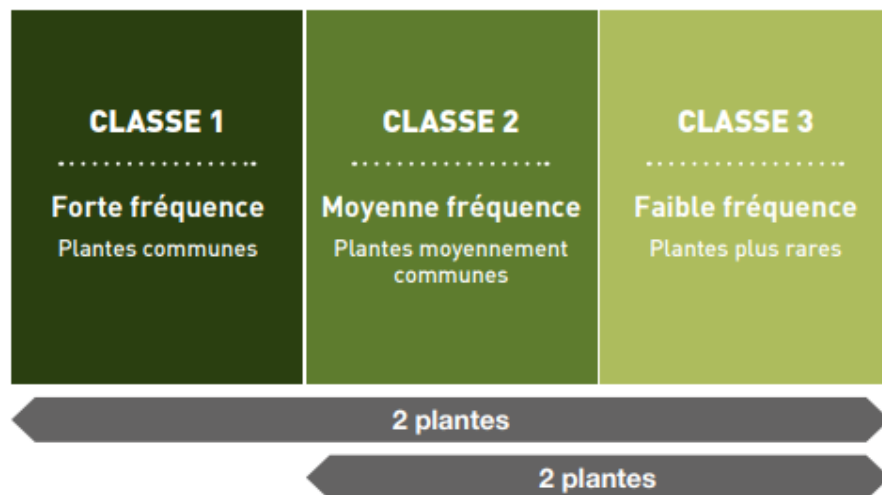 CLASSE 1
Forte fréquence
Plantes communes
CLASSE 2
Moyenne fréquence
Plantes moyennement
communes
CLASSE 3
Faible fréquence
Plantes plus rares
2 plantes
2 plantes